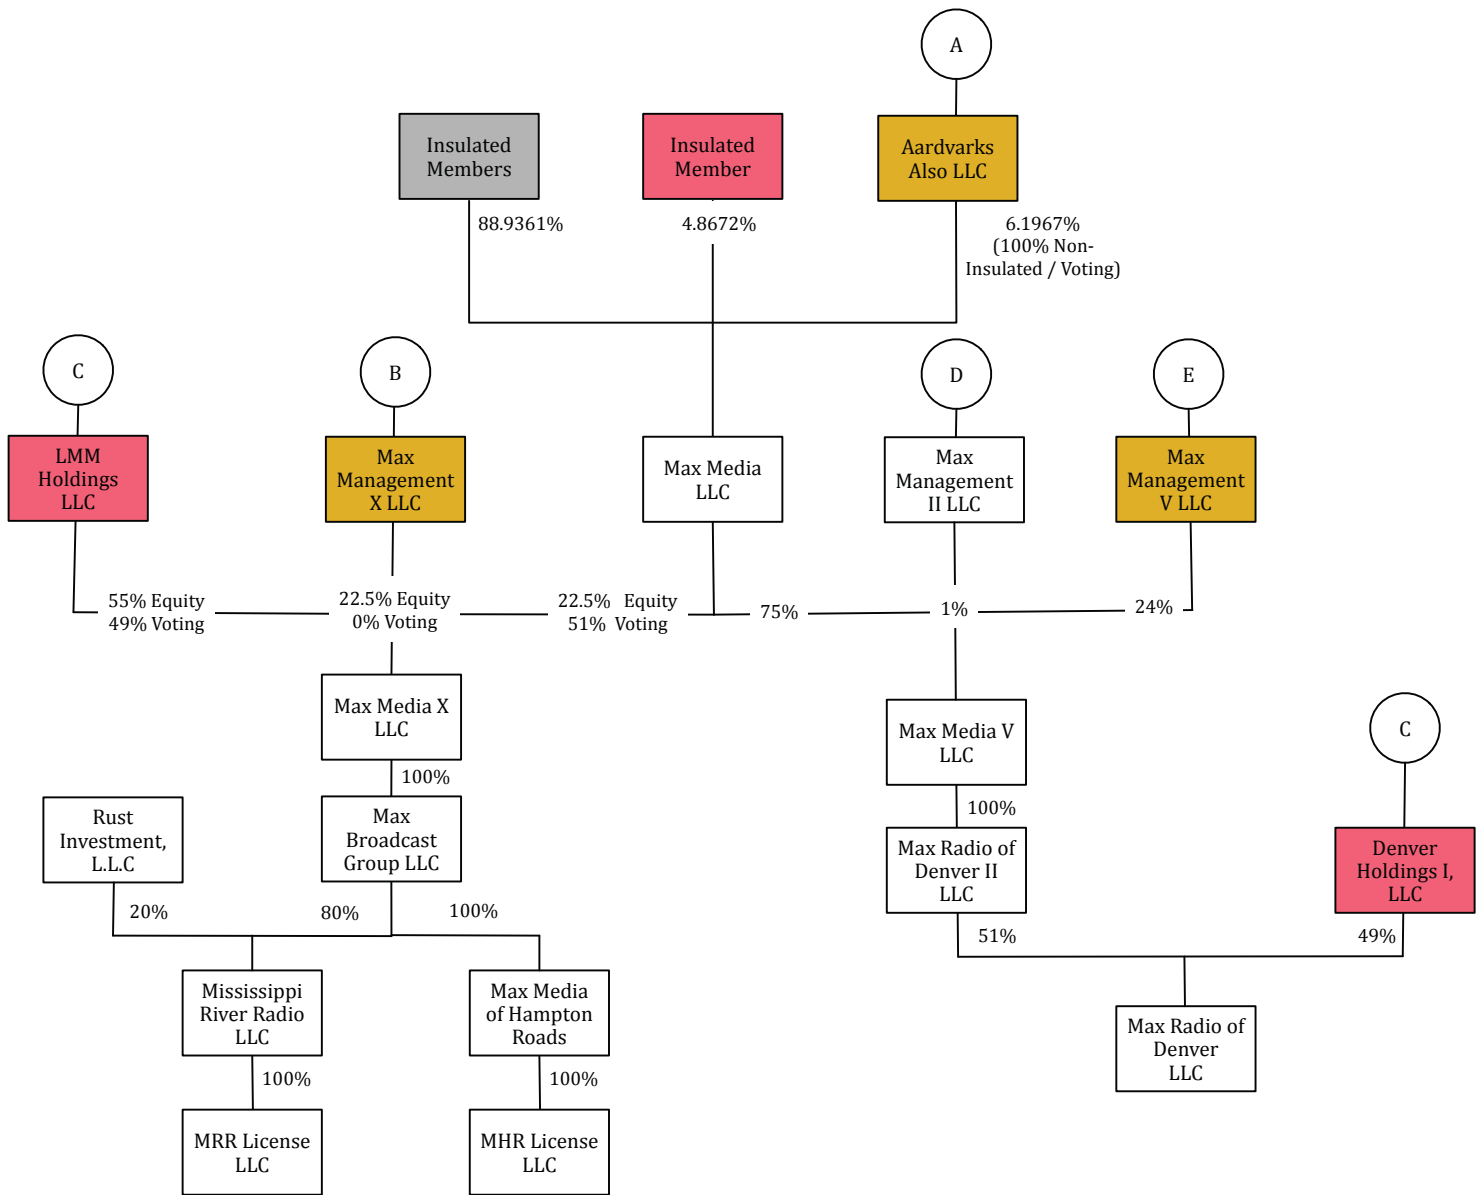 A
Insulated
Members
Insulated
Member
Aardvarks
Also LLC
88.9361%
4.8672%
6.1967%
(100% Non-
Insulated / Voting)
C
B
D
E
LMM
Holdings
LLC
Max
Management
X LLC
Max Media
LLC
Max
Management
II LLC
Max
Management
V LLC
55% Equity
49% Voting
22.5% Equity
0% Voting
22.5% Equity
51% Voting
75%
1%
24%
Max Media X
LLC
Max Media V
LLC
C
100%
100%
Rust
Investment,
L.L.C
Max
Broadcast
Group LLC
Max Radio of
Denver II
LLC
Denver
Holdings I,
LLC
20%
80%
100%
51%
49%
Mississippi
River Radio
LLC
Max Media
of Hampton
Roads
Max Radio of
Denver
LLC
100%
100%
MRR License
LLC
MHR License
LLC